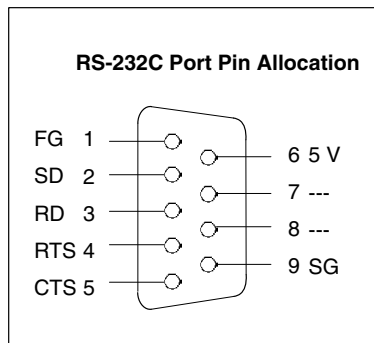 RS-232C Port Pin Allocation
FG 1
SD 2
RD 3
RTS 4
CTS 5
6 5 V
7 ---
8 ---
9 SG